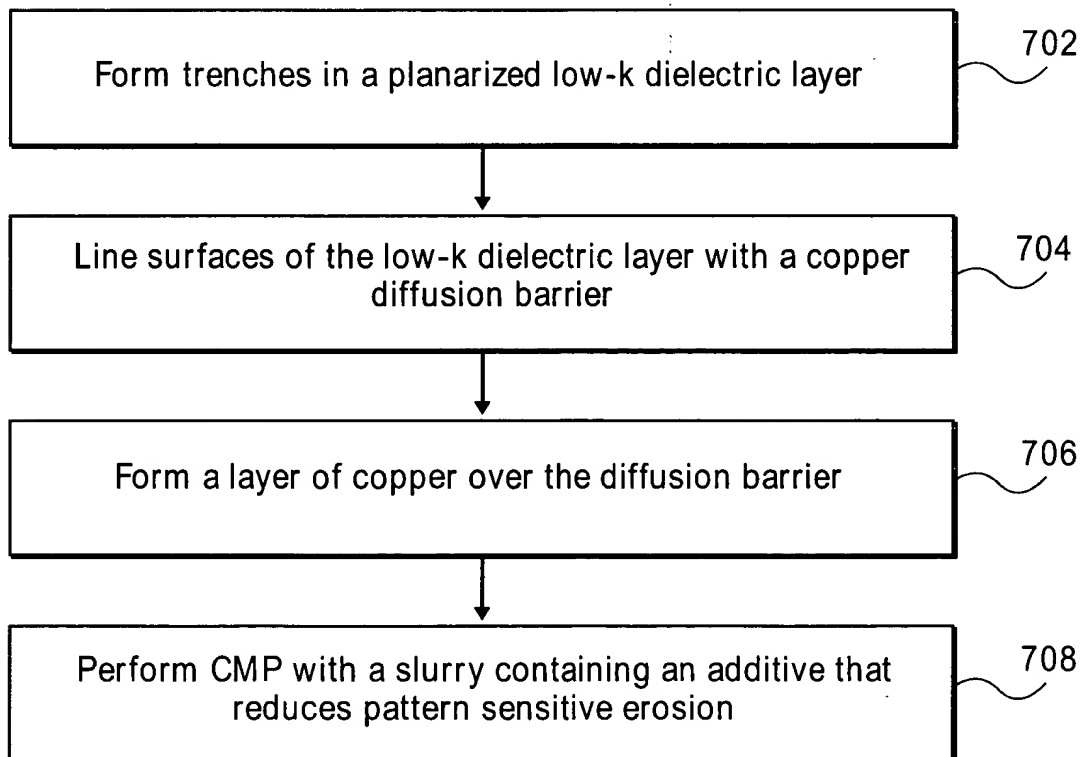 702
Form trenches in a planarized low-k dielectric layer
704
Line surfaces of the low-k dielectric layer with a copper
diffusion barrier
706
Form a layer of copper over the diffusion barrier
708
Perform CMP with a slurry containing an additive that
reduces pattern sensitive erosion